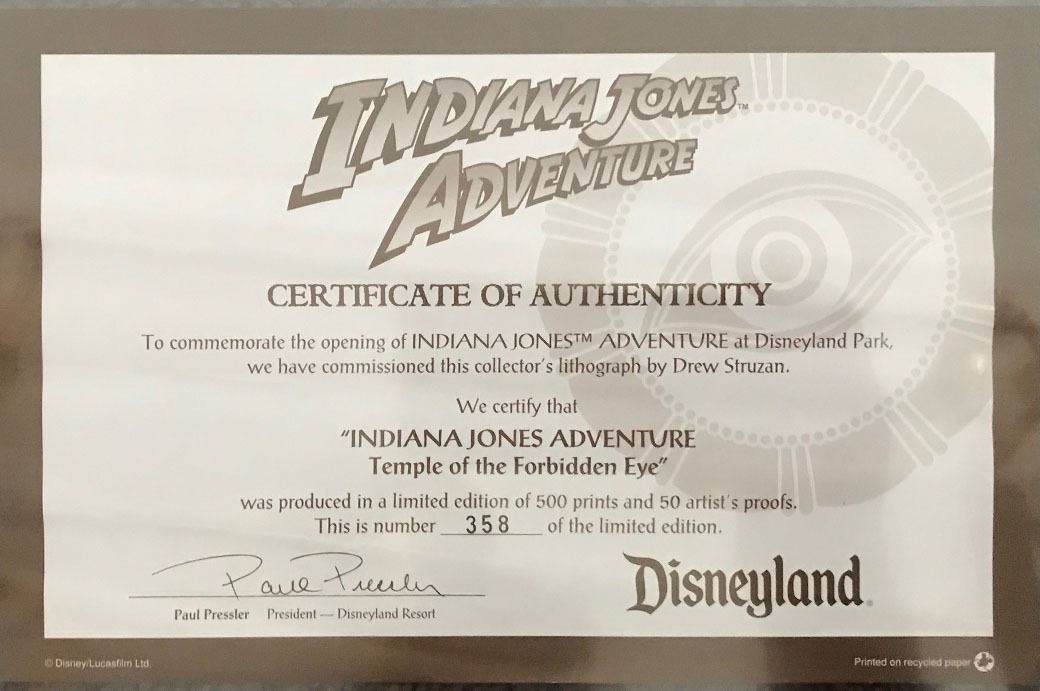 INDIANA JONES™
ADVENTURE
CERTIFICATE OF AUTHENTICITY
To commemorate the opening of INDIANA JONES™ ADVENTURE at Disneyland Park,
we have commissioned this collector's lithograph by Drew Struzan.
We certify that
“INDIANA JONES ADVENTURE
Temple of the Forbidden Eye”
was produced in a limited edition of 500 prints and 50 artist's proofs.
This is number 358 of the limited edition.
Paul Pressler
Disneyland®
Paul Pressler President — Disneyland Resort
© Disney/Lucasfilm Ltd.
Printed on recycled paper